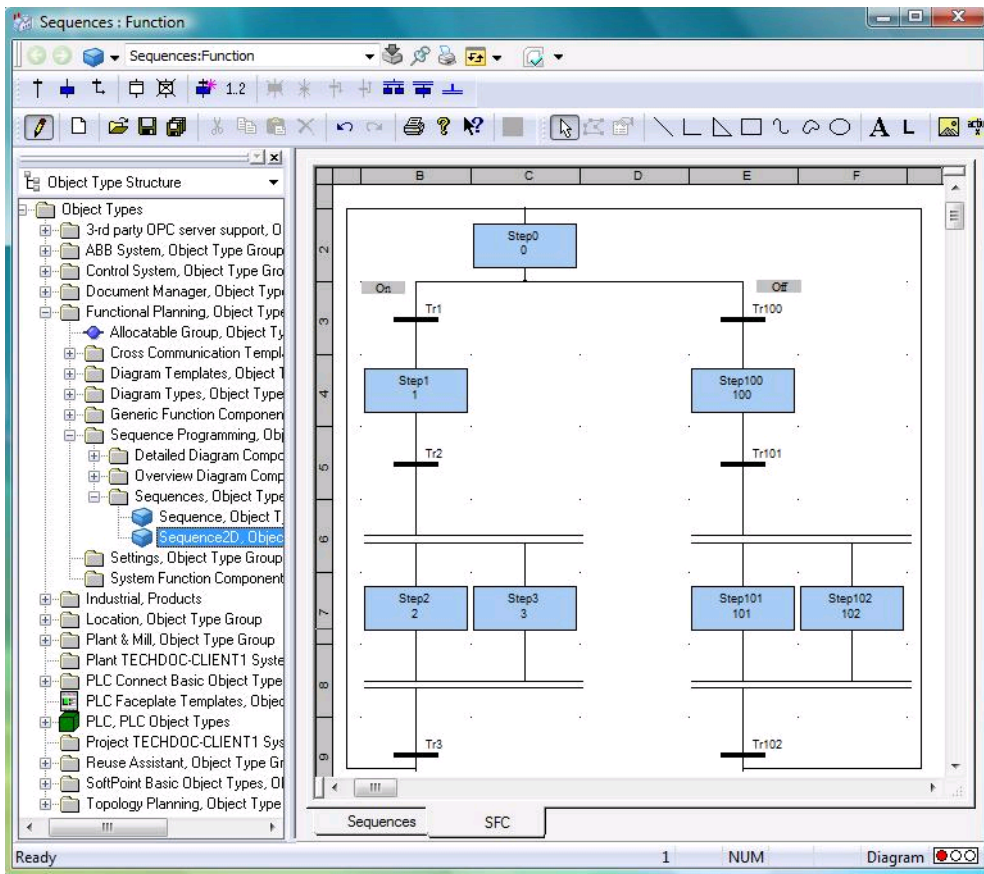 Sequences : Function
Sequences:Function
1.2
A L
Object Type Structure
Object Types
3-rd party OPC server support, O
ABB System, Object Type Group
Control System, Object Type Gro
Document Manager, Object Typ
Functional Planning, Object Type
Allocatable Group, Object Ty
Cross Communication Templ
Diagram Templates, Object T
Diagram Types, Object Type
Generic Function Componen
Sequence Programming, Obj
Detailed Diagram Compo
Overview Diagram Comp
Sequences, Object Type
Sequence, Object T
Sequence2D, Objec
Settings, Object Type Group
System Function Component
Industrial, Products
Location, Object Type Group
Plant & Mill, Object Type Group
Plant TECHDOC-CLIENT1 Syste
PLC Connect Basic Object Type
PLC Faceplate Templates, Objec
PLC, PLC Object Types
Project TECHDOC-CLIENT1 Sys
Reuse Assistant, Object Type Gr
SoftPoint Basic Object Types, Ol
Topology Planning, Object Type
B C D E F
2
Step0
0
On Off
3
Tr1 Tr100
4
Step1 Step100
1 100
5
Tr2 Tr101
6
7
Step2 Step3 Step101 Step102
2 3 101 102
8
9
Tr3 Tr102
Sequences SFC
Ready 1 NUM Diagram